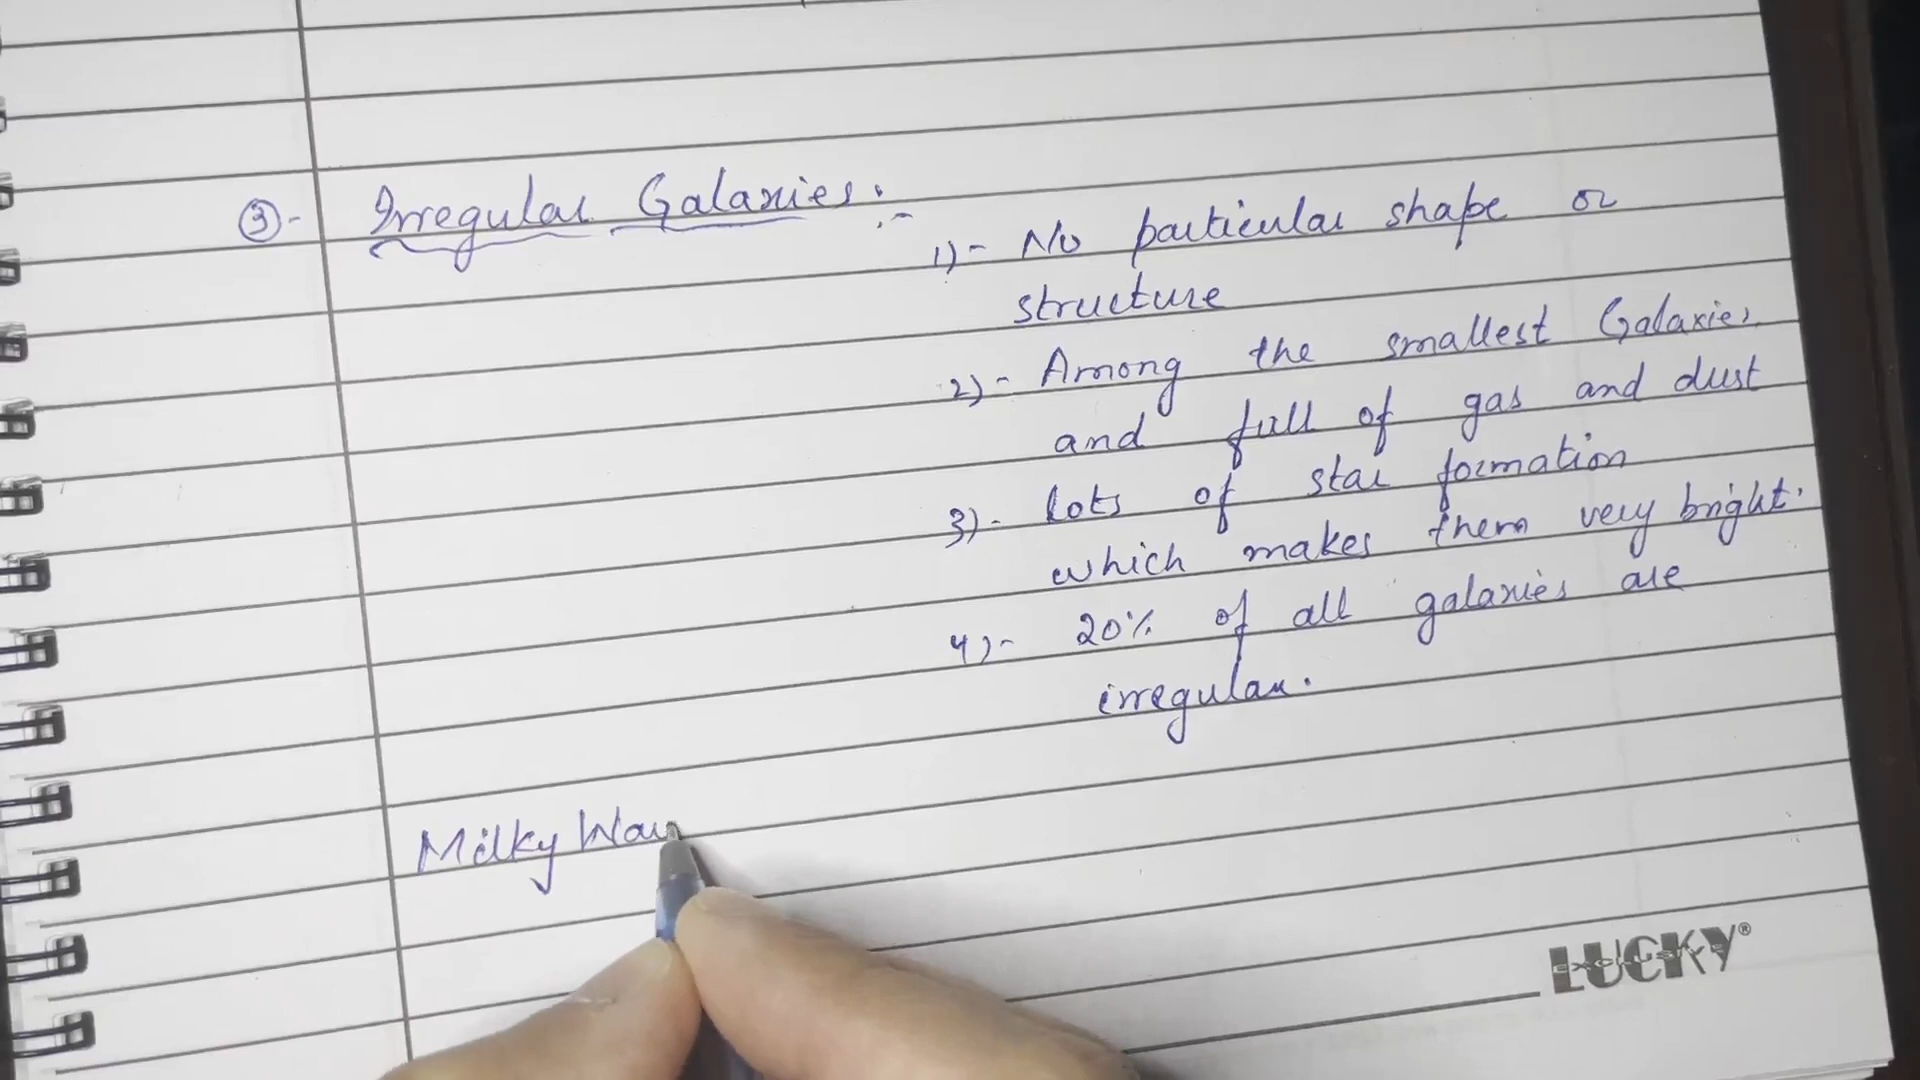 ③- Irregular Galaxies:-
1)- No particular shape or
structure
2)- Among the smallest Galaxies
and full of gas and dust
3)- Lots of star formation
which makes them very bright.
4)- 20% of all galaxies are
irregular.
Milky Way
LUCKY®